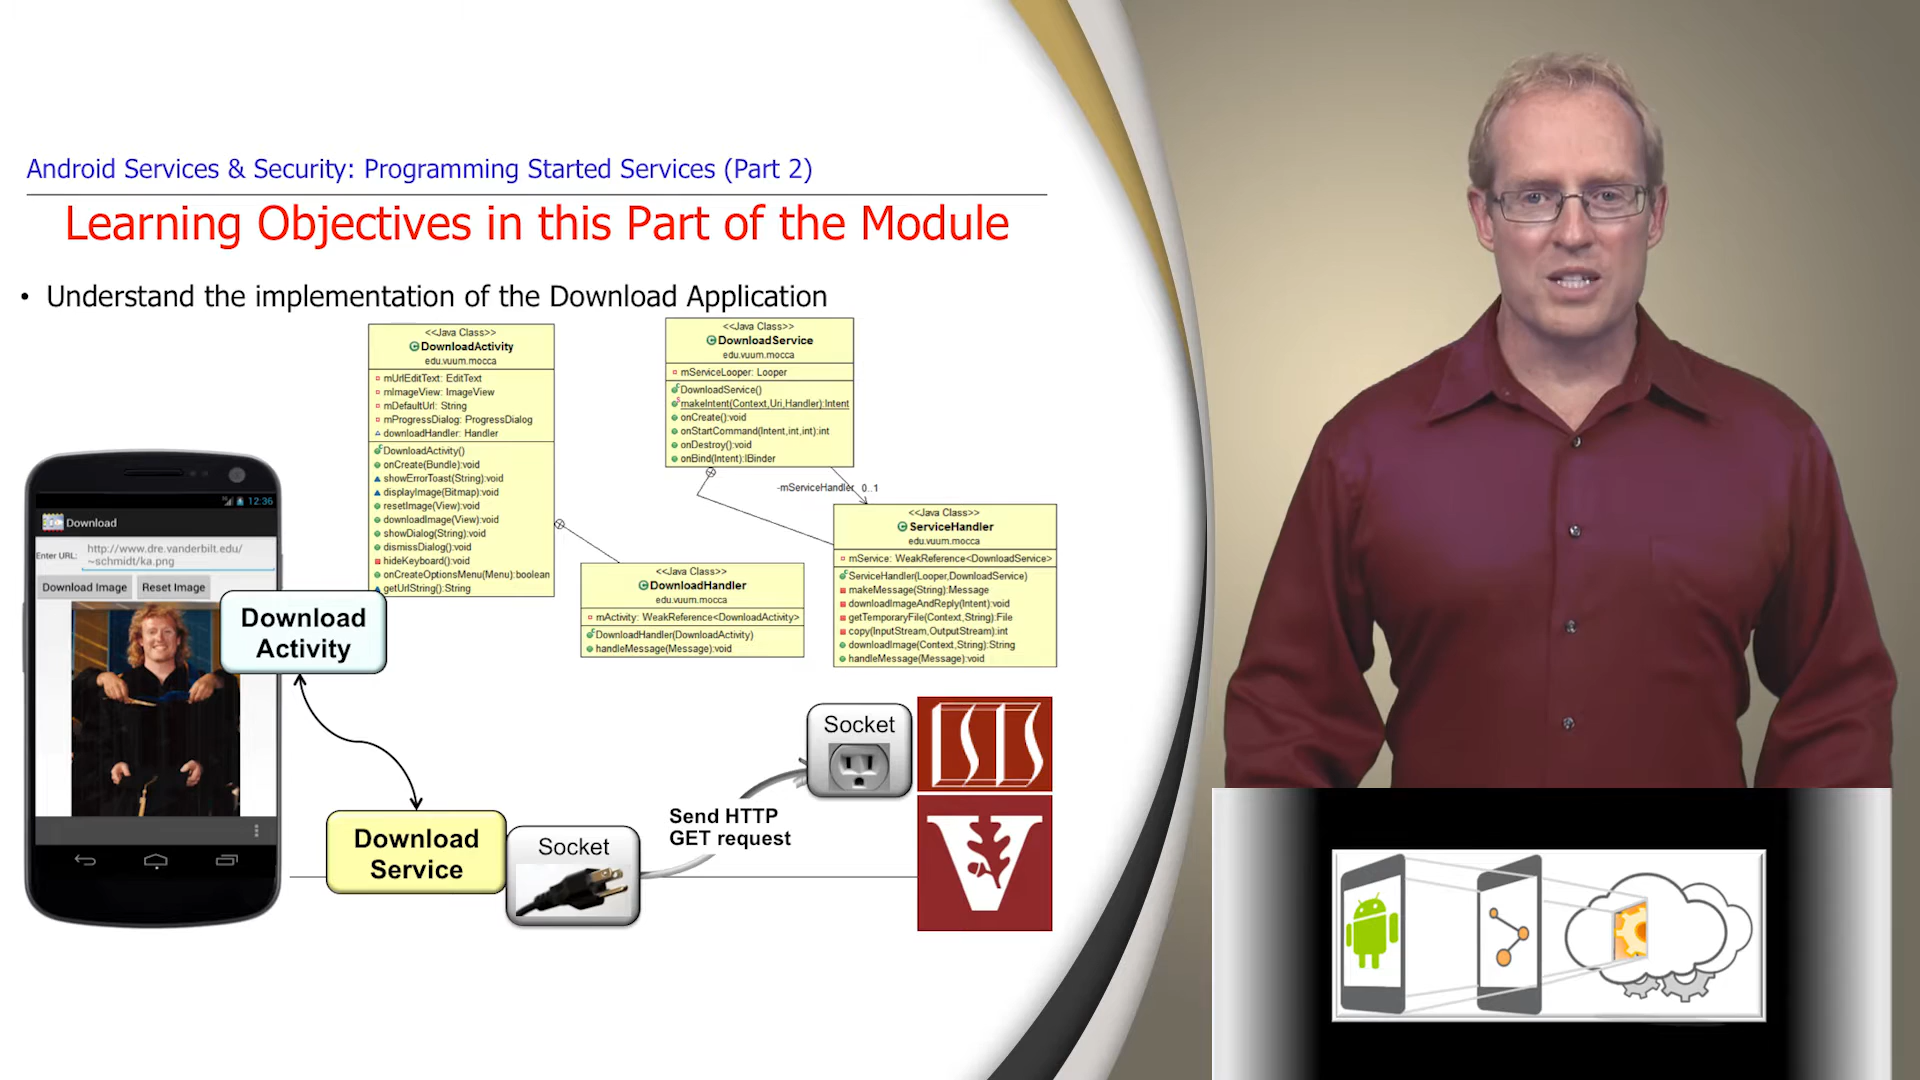 Android Services & Security: Programming Started Services (Part 2)
Learning Objectives in this Part of the Module
• Understand the implementation of the Download Application
<<Java Class>>
DownloadActivity
edu.vuum.mocca
mUrlEditText: EditText
mImageView: ImageView
mDefaultUrl: String
mProgressDialog: ProgressDialog
downloadHandler: Handler
DownloadActivity()
onCreate(Bundle):void
showErrorToast(String):void
displayImage(Bitmap):void
resetImage(View):void
downloadImage(View):void
showDialog(String):void
dismissDialog():void
hideKeyboard():void
onCreateOptionsMenu(Menu):boolean
getUrlString():String
<<Java Class>>
DownloadService
edu.vuum.mocca
mServiceLooper: Looper
DownloadService()
makeIntent(Context,Uri,Handler):Intent
onCreate():void
onStartCommand(Intent,int,int):int
onDestroy():void
onBind(Intent):IBinder
-mServiceHandler 0..1
<<Java Class>>
ServiceHandler
edu.vuum.mocca
mService: WeakReference<DownloadService>
ServiceHandler(Looper,DownloadService)
makeMessage(String):Message
downloadImageAndReply(Intent):void
getTemporaryFile(Context,String):File
copy(InputStream,OutputStream):int
downloadImage(Context,String):String
handleMessage(Message):void
<<Java Class>>
DownloadHandler
edu.vuum.mocca
mActivity: WeakReference<DownloadActivity>
DownloadHandler(DownloadActivity)
handleMessage(Message):void
12:36
Download
Enter URL:
http://www.dre.vanderbilt.edu/
~schmidt/ka.png
Download Image Reset Image
Download
Activity
Download
Service
Socket
Send HTTP
GET request
Socket
ISIS
V